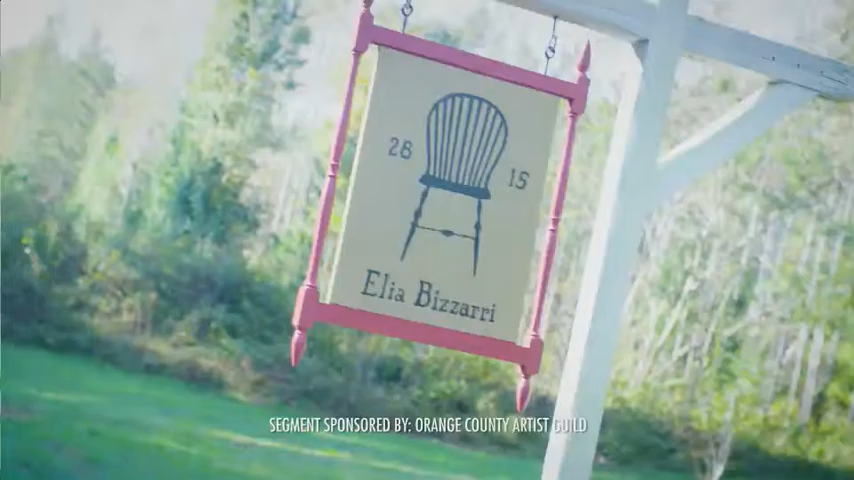 28 15
Elia Bizzarri
SEGMENT SPONSORED BY: ORANGE COUNTY ARTIST GUILD